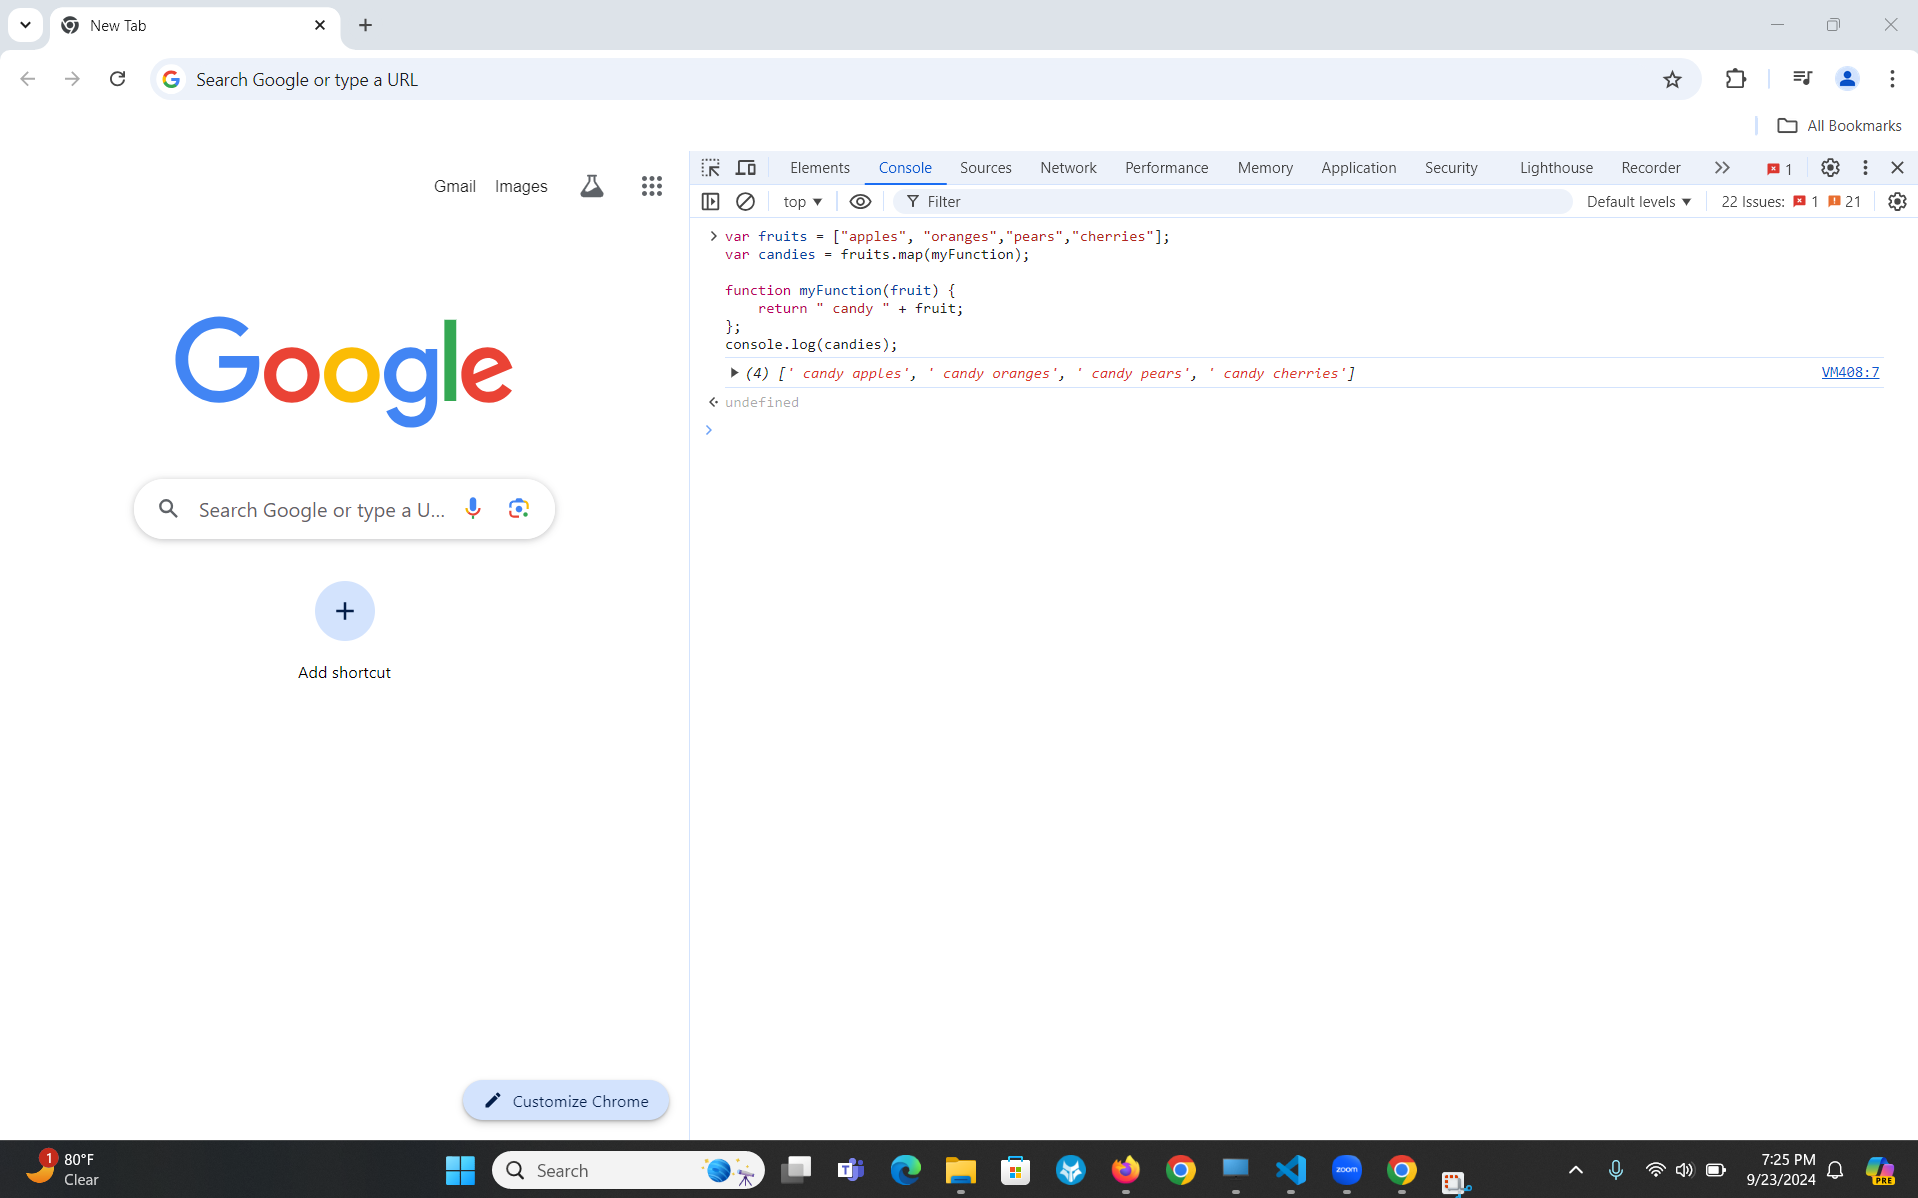 New Tab
Search Google or type a URL
All Bookmarks
Gmail Images
Elements Console Sources Network Performance Memory Application Security Lighthouse Recorder 1
top Filter Default levels 22 Issues: 1 21
var fruits = ["apples", "oranges","pears","cherries"];
var candies = fruits.map(myFunction);
function myFunction(fruit) {
return " candy " + fruit;
};
console.log(candies);
(4) [' candy apples', ' candy oranges', ' candy pears', ' candy cherries'] VM408:7
undefined
Google
Search Google or type a U...
Add shortcut
Customize Chrome
1 80°F
Clear
Search
zoom
7:25 PM
9/23/2024
PRE